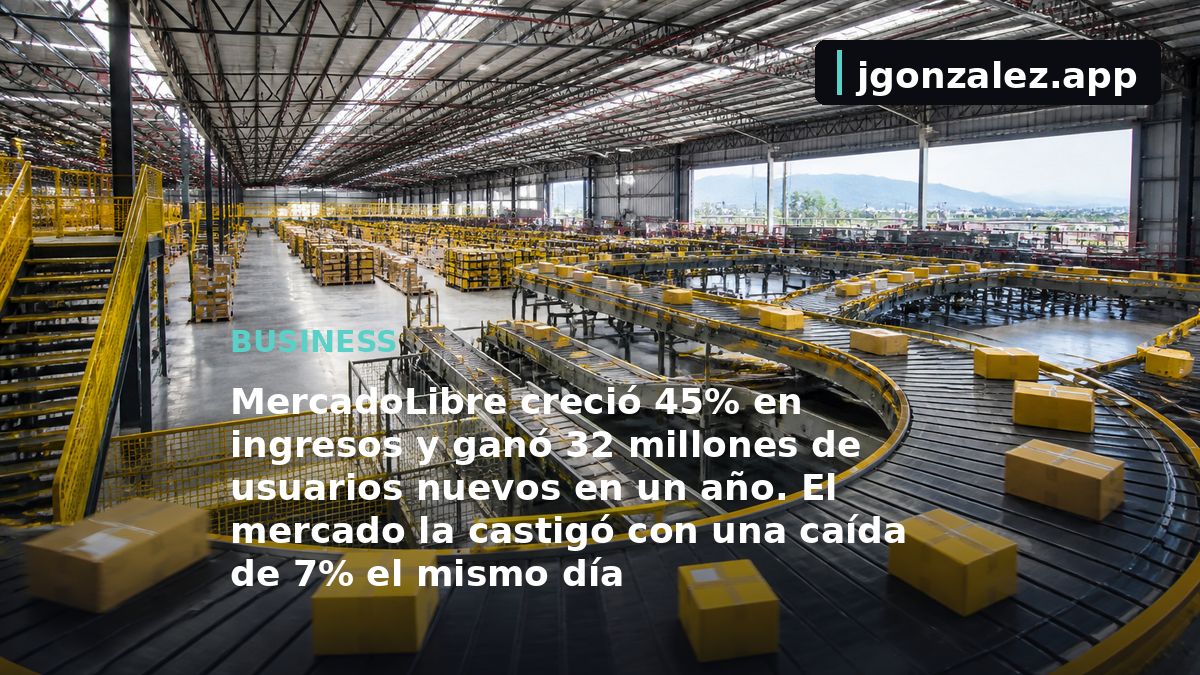 jgonzalez.app
BUSINESS
MercadoLibre creció 45% en
ingresos y ganó 32 millones de
usuarios nuevos en un año. El
mercado la castigó con una caída
de 7% el mismo día